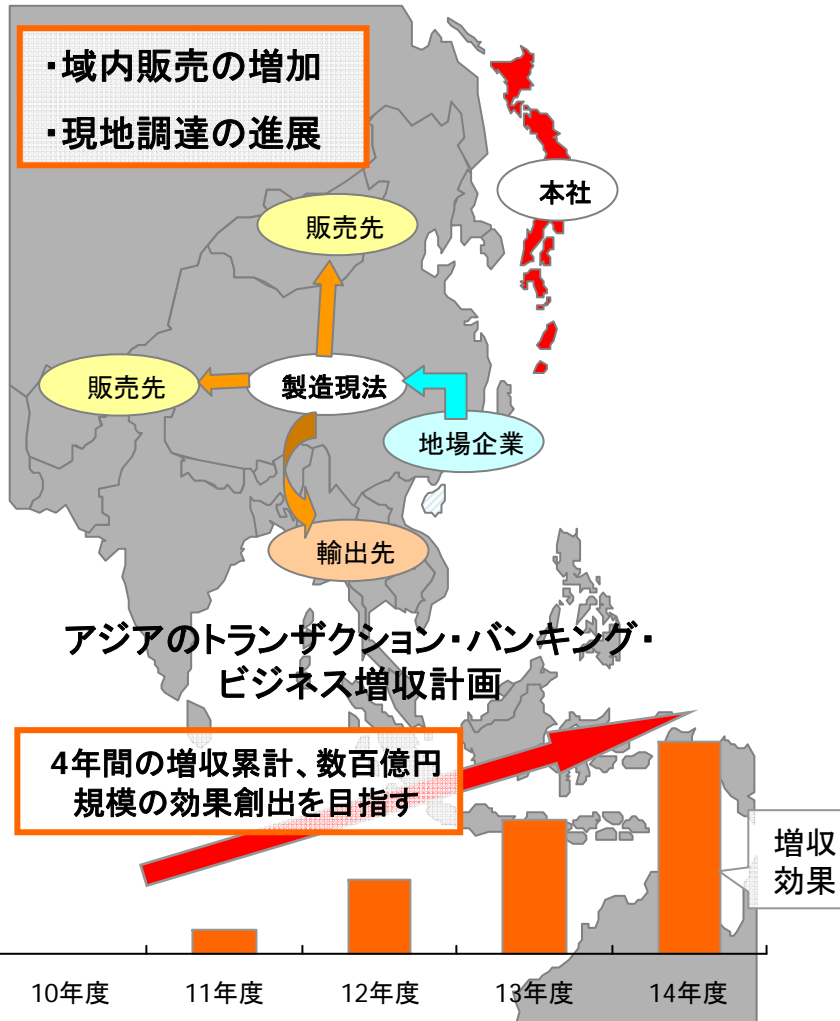 ・域内販売の増加
・現地調達の進展
本社
販売先
販売先
製造現法
地場企業
輸出先
アジアのトランザクション・バンキング・
ビジネス増収計画
4年間の増収累計、数百億円
規模の効果創出を目指す
増収
効果
10年度
11年度
12年度
13年度
14年度